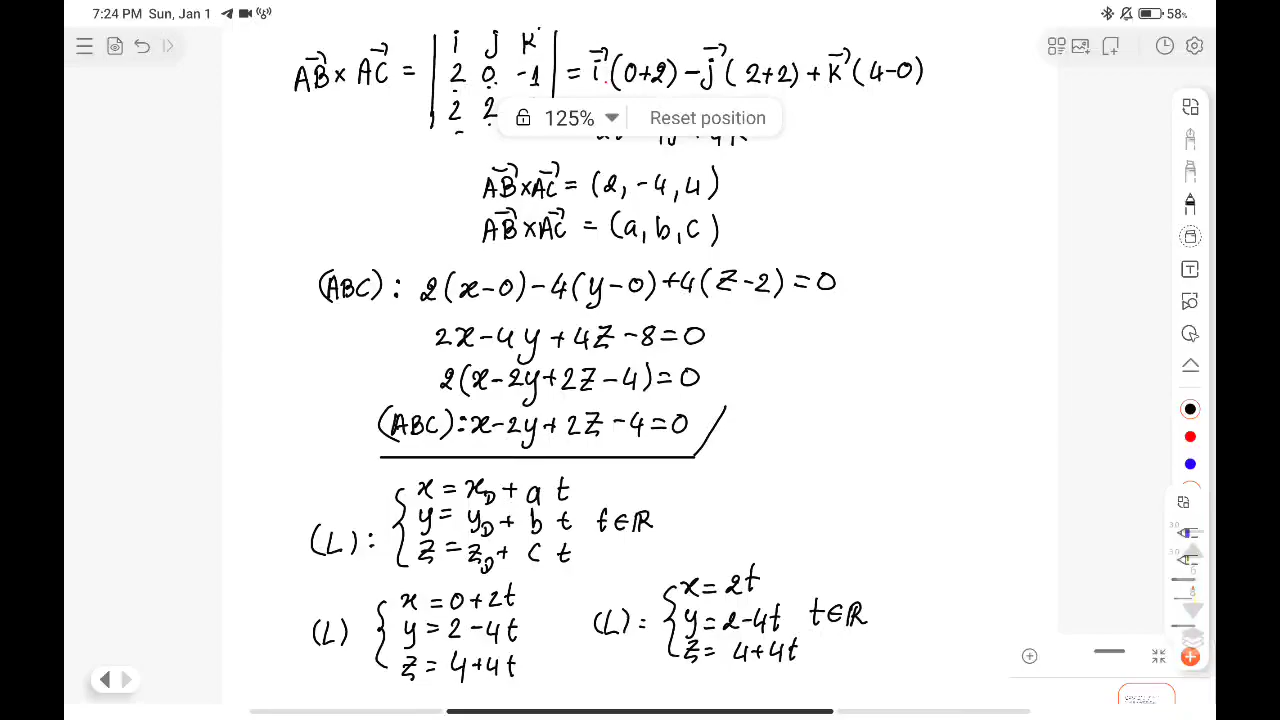 7:24 PM Sun, Jan 1
58%
i j k
AB× AC = 2 0 -1 = i (0+2) - j (2+2) + k (4-0)
2 2
125% Reset position
AB×AC = (2, -4, 4)
AB×AC = (a, b, c)
(ABC): 2(x-0) - 4(y-0) + 4(z-2) = 0
2x - 4y + 4z - 8 = 0
2(x - 2y + 2z - 4) = 0
(ABC): x - 2y + 2z - 4 = 0
x = x_D + a t
(L): y = y_D + b t t ∈ ℝ
z = z_D + c t
x = 0 + 2t
(L) y = 2 - 4t
z = 4 + 4t
x = 2t
(L): y = 2 - 4t t ∈ ℝ
z = 4 + 4t